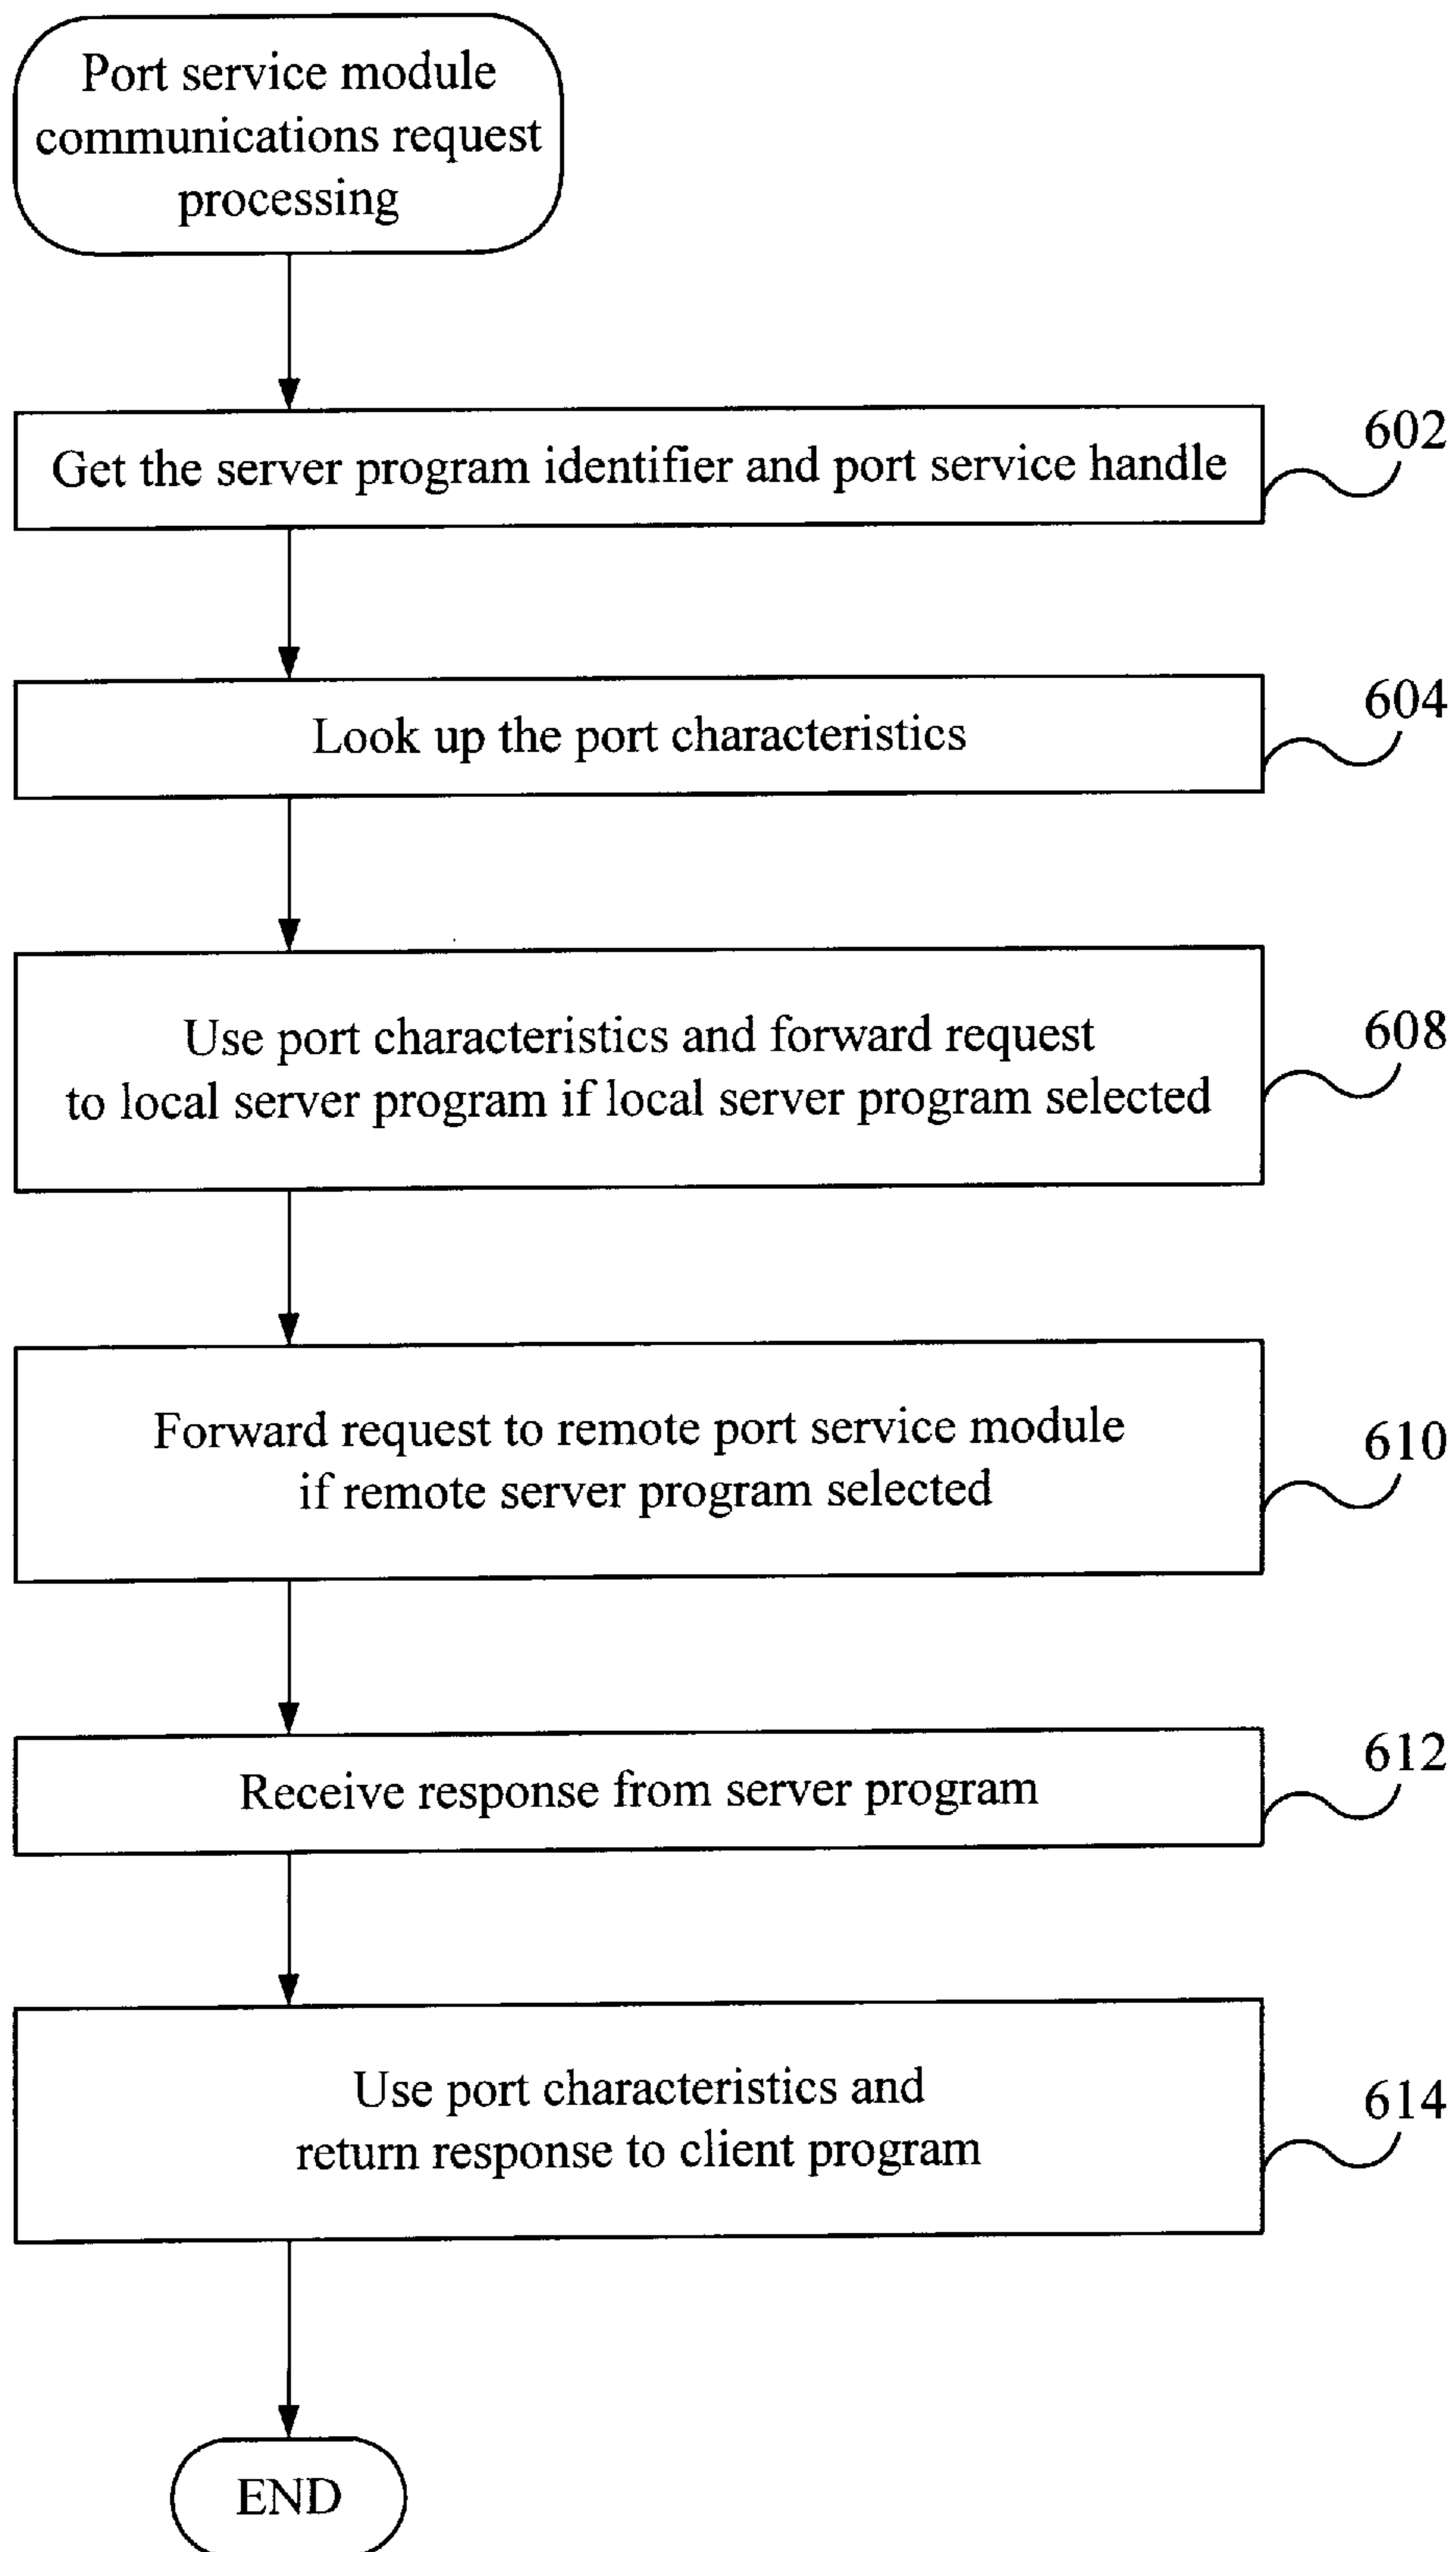 Port service module
communications request
processing
Get the server program identifier and port service handle
602
Look up the port characteristics
604
Use port characteristics and forward request
to local server program if local server program selected
608
Forward request to remote port service module
if remote server program selected
610
Receive response from server program
612
Use port characteristics and
return response to client program
614
END